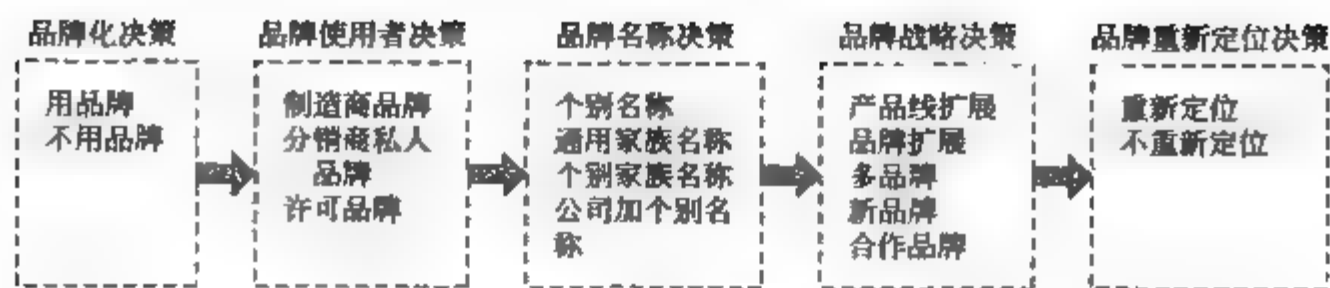 品牌化决策
用品牌
不用品牌
品牌使用者决策
制造商品牌
分销商私人
品牌
许可品牌
品牌名称决策
个别名称
通用家族名称
个别家族名称
公司加个别名
称
品牌战略决策
产品线扩展
品牌扩展
多品牌
新品牌
合作品牌
品牌重新定位决策
重新定位
不重新定位